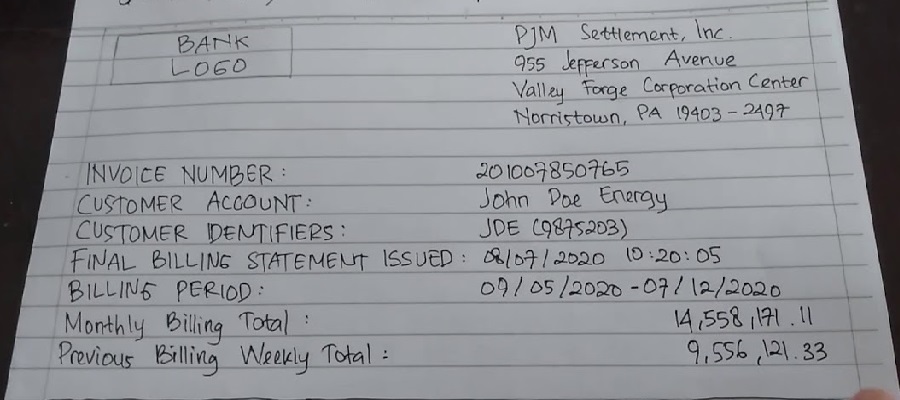 BANK
LOGO
PJM Settlement, Inc.
955 Jefferson Avenue
Valley Forge Corporation Center
Norristown, PA 19403-2497
INVOICE NUMBER: 201007850765
CUSTOMER ACCOUNT: John Doe Energy
CUSTOMER IDENTIFIERS: JDE (9875203)
FINAL BILLING STATEMENT ISSUED: 08/07/2020 10:20:05
BILLING PERIOD: 07/05/2020-07/12/2020
Monthly Billing Total: 14,558,171.11
Previous Billing Weekly Total: 9,556,121.33